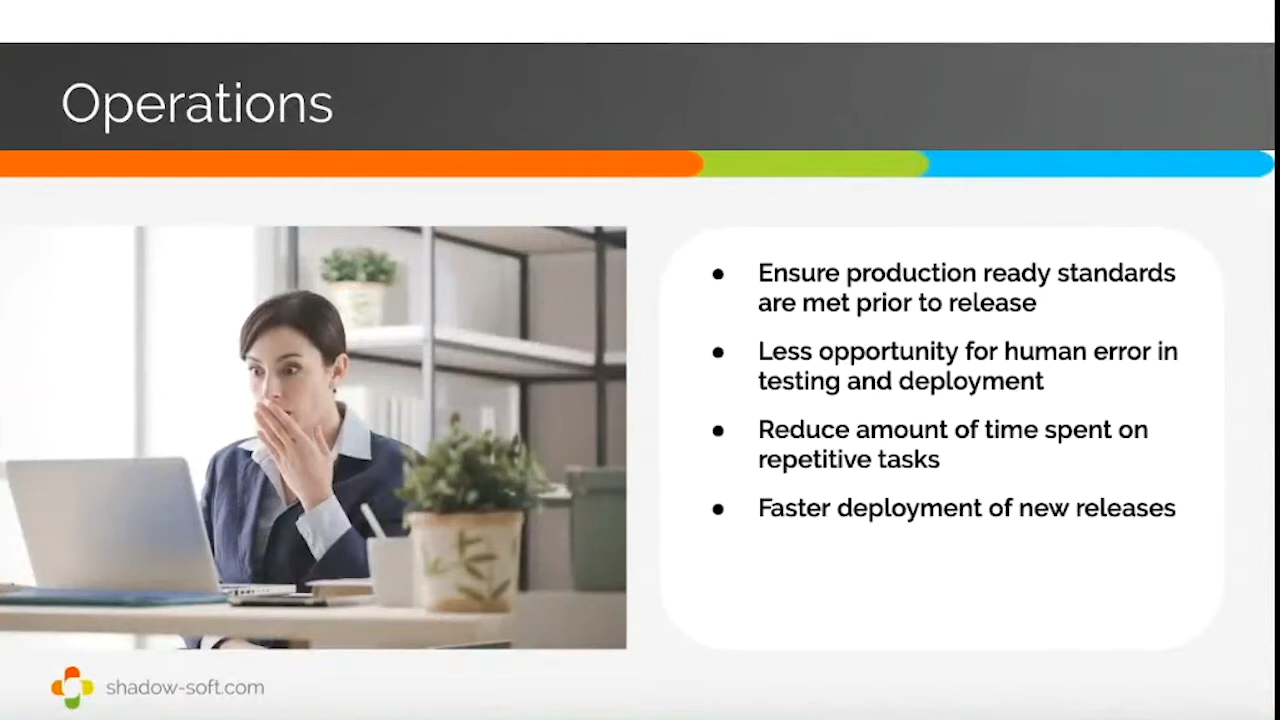 Operations
● Ensure production ready standards
are met prior to release
● Less opportunity for human error in
testing and deployment
● Reduce amount of time spent on
repetitive tasks
● Faster deployment of new releases
shadow-soft.com